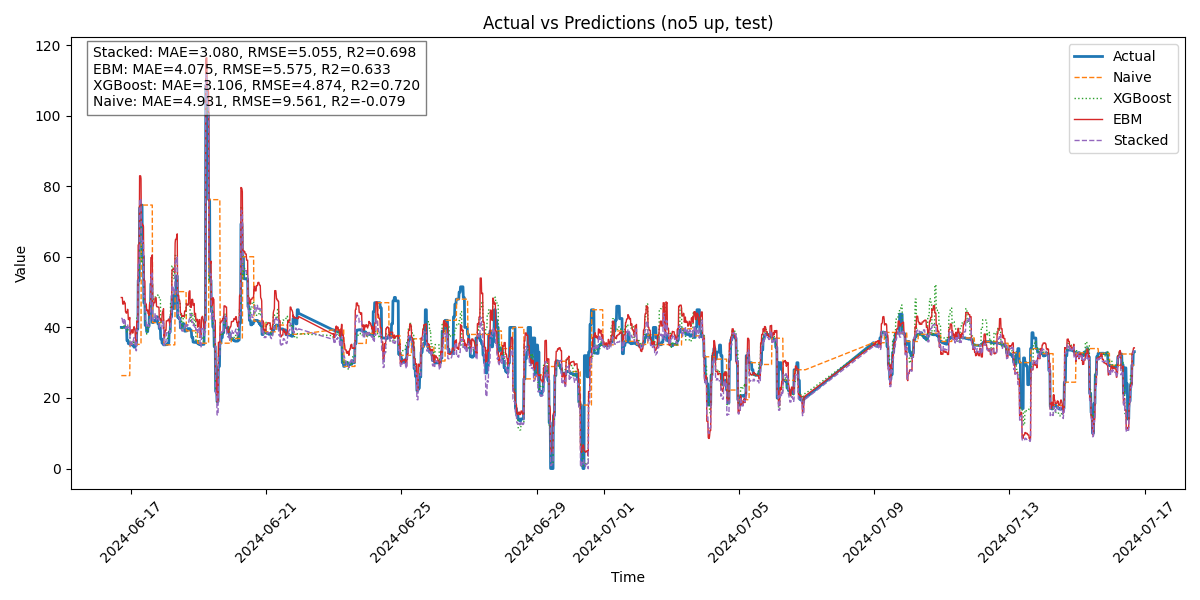 Actual vs Predictions (no5 up, test)
Stacked: MAE=3.080, RMSE=5.055, R2=0.698
EBM: MAE=4.075, RMSE=5.575, R2=0.633
XGBoost: MAE=3.106, RMSE=4.874, R2=0.720
Naive: MAE=4.931, RMSE=9.561, R2=-0.079
Actual
Naive
XGBoost
EBM
Stacked
Value
120
100
80
60
40
20
0
2024-06-17
2024-06-21
2024-06-25
2024-06-29
2024-07-01
2024-07-05
2024-07-09
2024-07-13
2024-07-17
Time